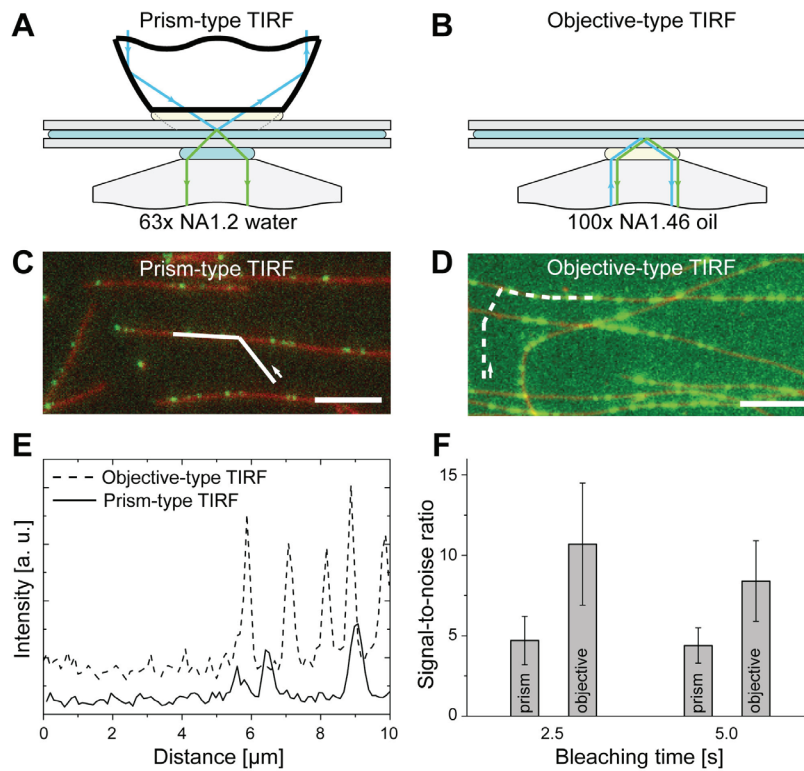 A
Prism-type TIRF
63x NA1.2 water
B
Objective-type TIRF
100x NA1.46 oil
C
Prism-type TIRF
D
Objective-type TIRF
E
Objective-type TIRF
Prism-type TIRF
Intensity [a. u.]
0 2 4 6 8 10
Distance [µm]
F
Signal-to-noise ratio
15
10
5
0
prism
objective
prism
objective
2.5 5.0
Bleaching time [s]